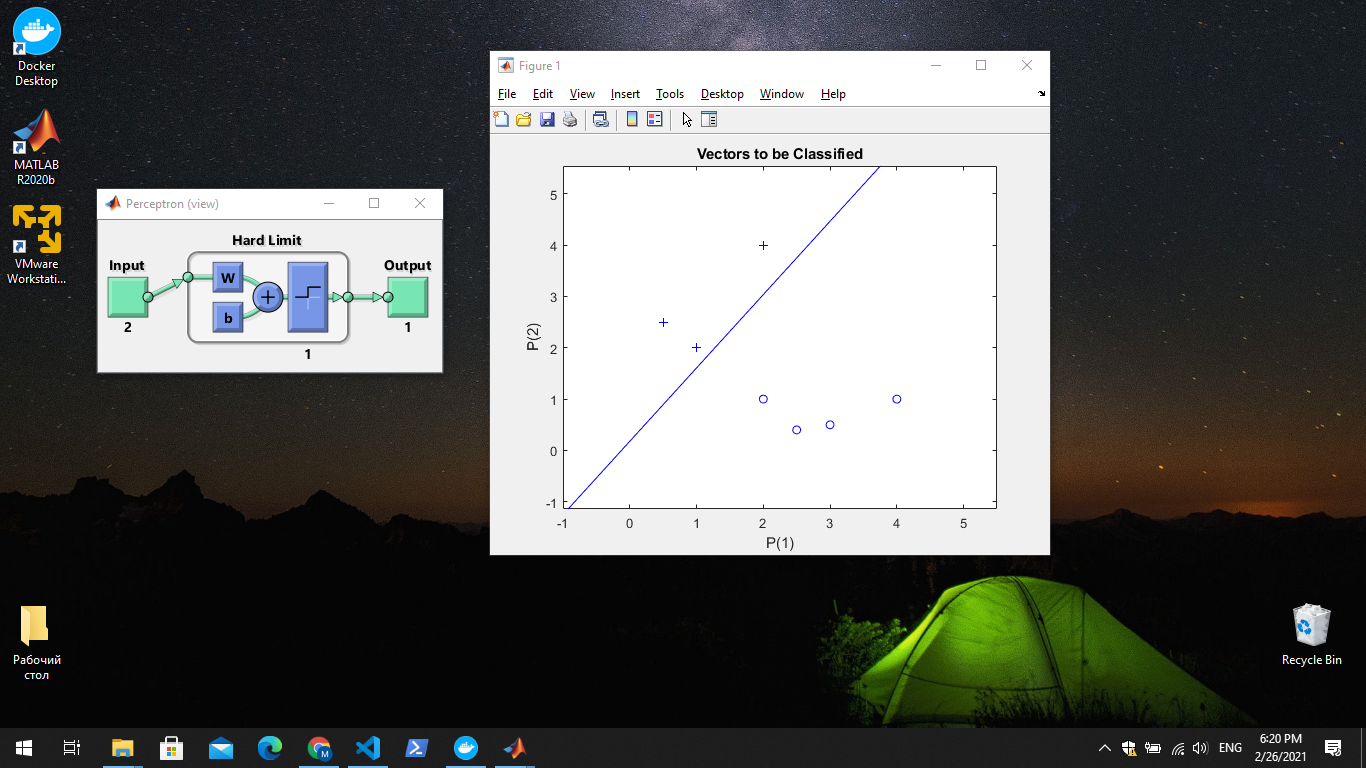 Docker
Desktop
MATLAB
R2020b
VMware
Workstati...
Рабочий
стол
Perceptron (view)
Hard Limit
Input
Output
W
b
2
1
1
Figure 1
File Edit View Insert Tools Desktop Window Help
Vectors to be Classified
P(2)
5
4
3
2
1
0
-1
-1 0 1 2 3 4 5
P(1)
Recycle Bin
M
ENG
6:20 PM
2/26/2021